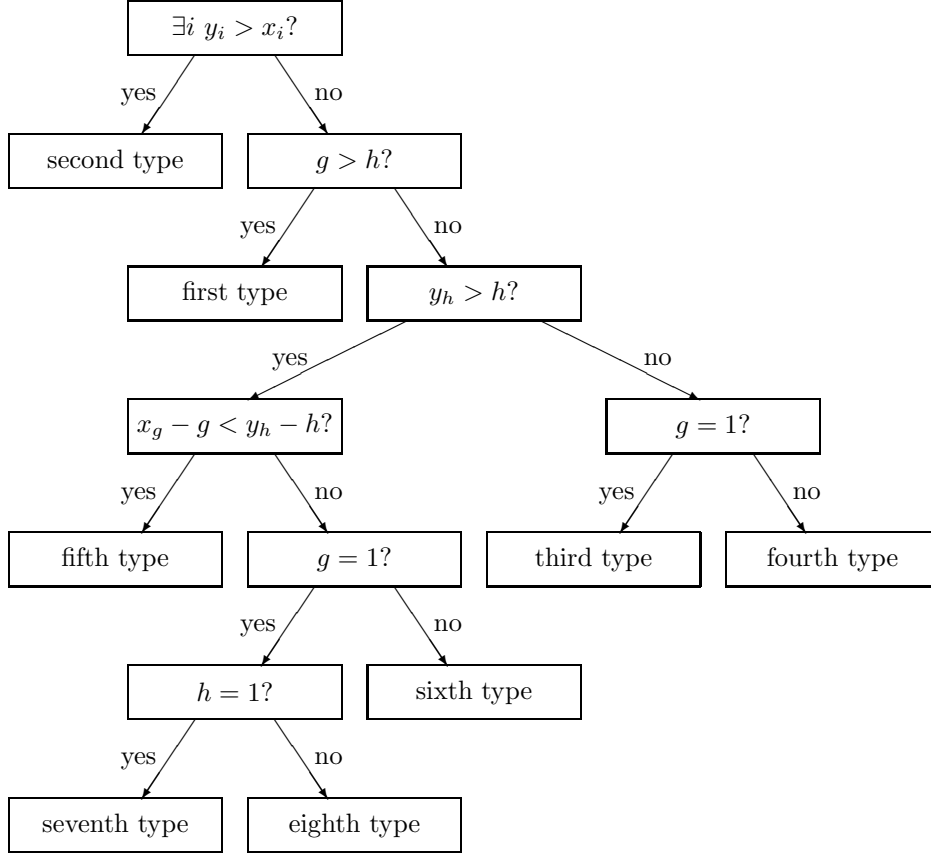 ∃i y_i > x_i?
yes
no
second type
g > h?
yes
no
first type
y_h > h?
yes
no
x_g − g < y_h − h?
g = 1?
yes
no
yes
no
fifth type
g = 1?
third type
fourth type
yes
no
h = 1?
sixth type
yes
no
seventh type
eighth type